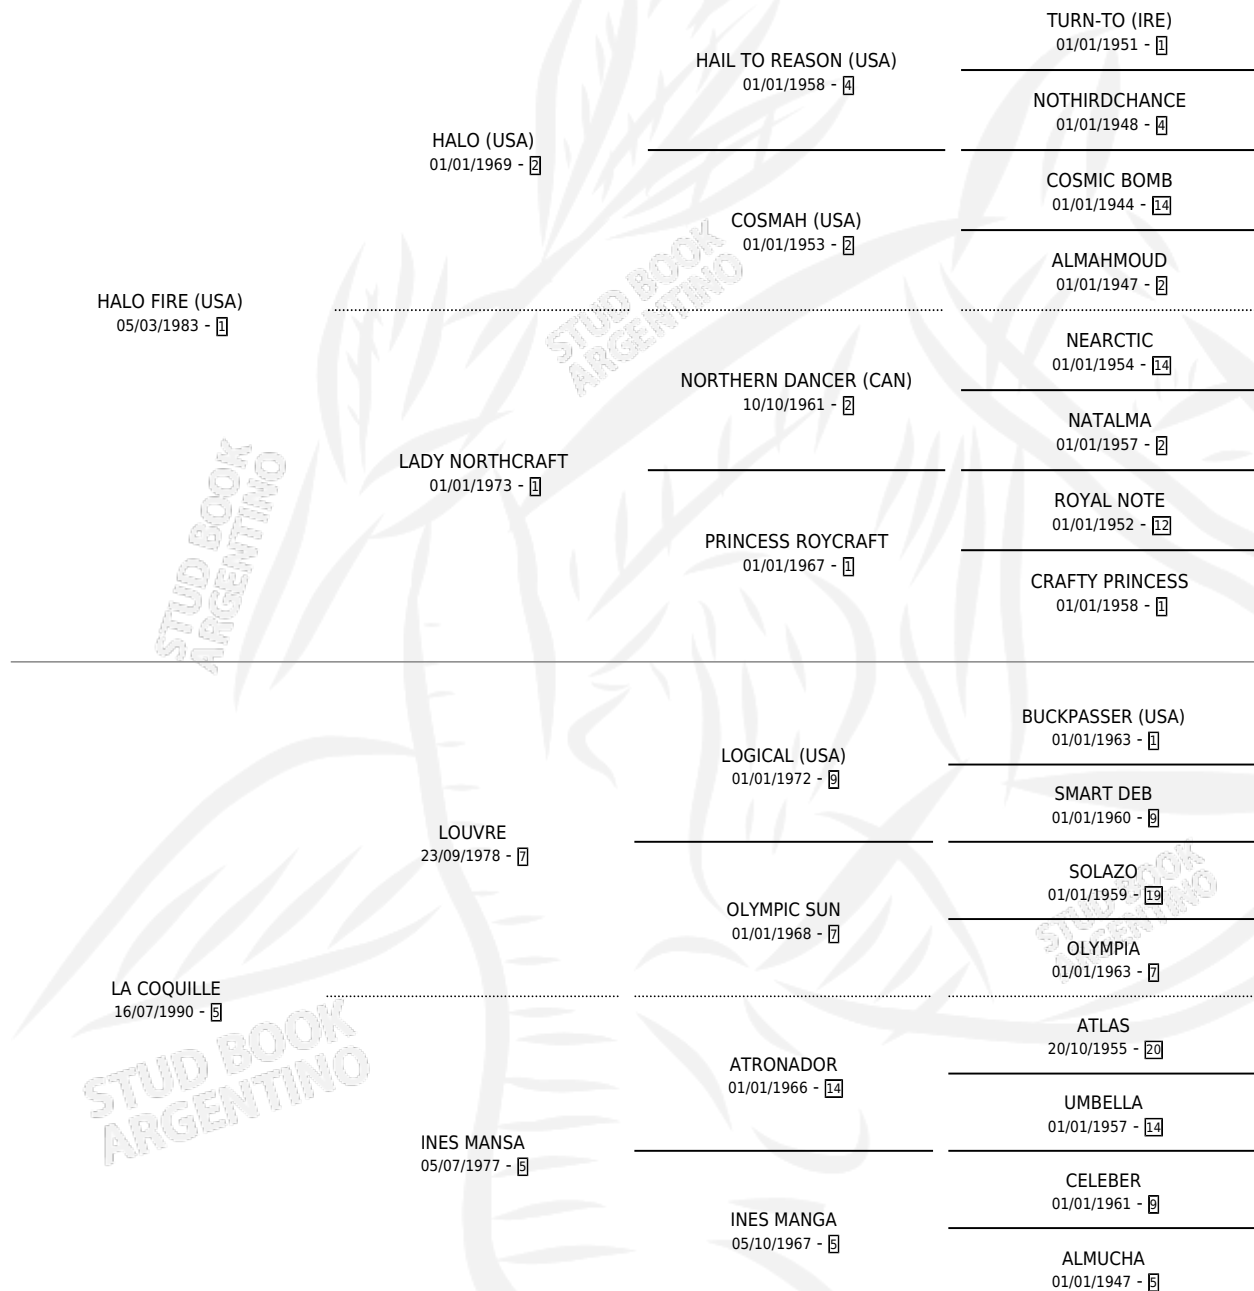 TURN-TO (IRE)
01/01/1951 - 1
HAIL TO REASON (USA)
01/01/1958 - 4
NOTHIRDCHANCE
01/01/1948 - 4
HALO (USA)
01/01/1969 - 2
COSMIC BOMB
01/01/1944 - 14
COSMAH (USA)
01/01/1953 - 2
ALMAHMOUD
01/01/1947 - 2
HALO FIRE (USA)
05/03/1983 - 1
NEARCTIC
01/01/1954 - 14
NORTHERN DANCER (CAN)
10/10/1961 - 2
NATALMA
01/01/1957 - 2
LADY NORTHCRAFT
01/01/1973 - 1
ROYAL NOTE
01/01/1952 - 12
PRINCESS ROYCRAFT
01/01/1967 - 1
CRAFTY PRINCESS
01/01/1958 - 1
BUCKPASSER (USA)
01/01/1963 - 1
LOGICAL (USA)
01/01/1972 - 9
SMART DEB
01/01/1960 - 9
LOUVRE
23/09/1978 - 7
SOLAZO
01/01/1959 - 19
OLYMPIC SUN
01/01/1968 - 7
OLYMPIA
01/01/1963 - 7
LA COQUILLE
16/07/1990 - 5
ATLAS
20/10/1955 - 20
ATRONADOR
01/01/1966 - 14
UMBELLA
01/01/1957 - 14
INES MANSA
05/07/1977 - 5
CELEBER
01/01/1961 - 9
INES MANGA
05/10/1967 - 5
ALMUCHA
01/01/1947 - 5
STUD BOOK
ARGENTINO
STUD BOOK
ARGENTINO
STUD BOOK
ARGENTINO
STUD BOOK
ARGENTINO